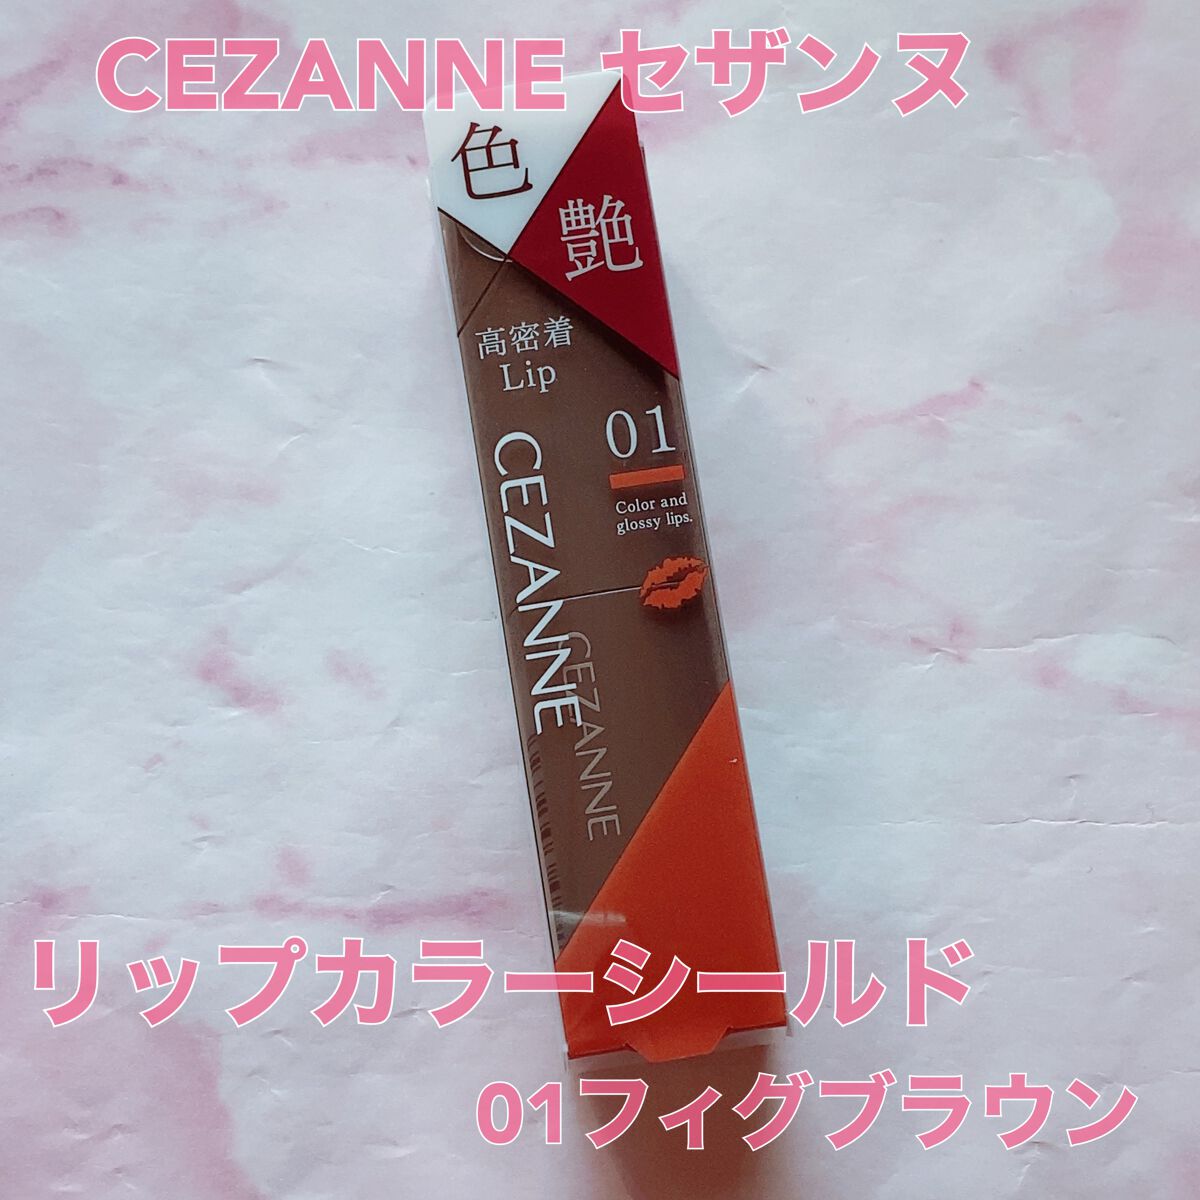 CEZANNE セザンヌ
色
艶
高密着
Lip
01
Color and
glossy lips.
CEZANNE
CEZANNE
リップカラーシールド
01フィグブラウン